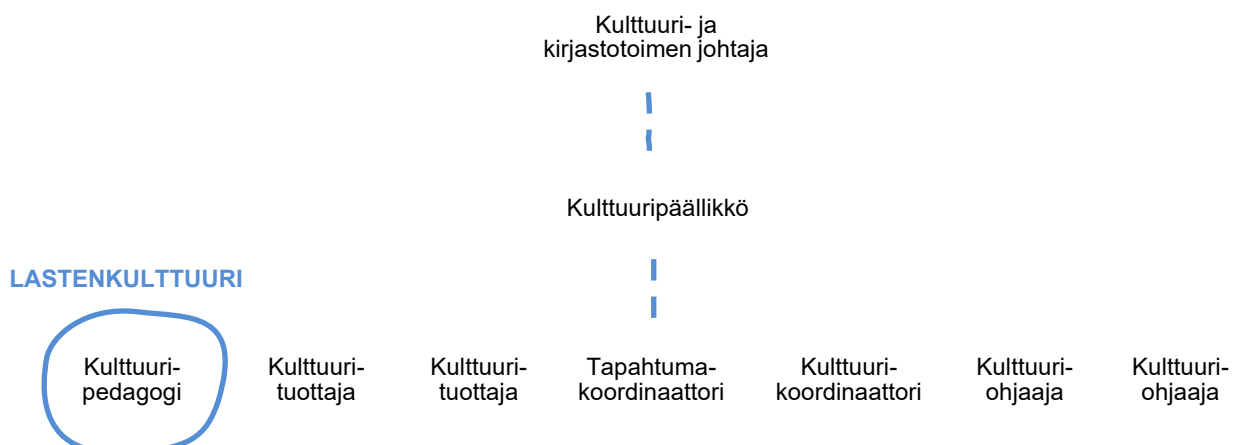 Kulttuuri- ja
kirjastotoimen johtaja
Kulttuuripäällikkö
LASTENKULTTUURI
Kulttuuri-
pedagogi
Kulttuuri-
tuottaja
Kulttuuri-
tuottaja
Tapahtuma-
koordinaattori
Kulttuuri-
koordinaattori
Kulttuuri-
ohjaaja
Kulttuuri-
ohjaaja